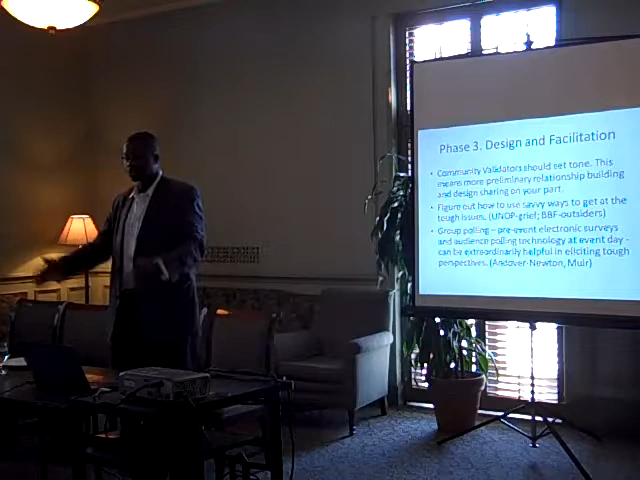 Phase 3. Design and Facilitation
• Community Validators should set tone. This
means more preliminary relationship building
and design sharing on your part.
• Figure out how to use savvy ways to get at the
tough issues. (UNOP-grief; BBF-outsiders)
• Group polling – pre-event electronic surveys
and audience polling technology at event day -
can be extraordinarily helpful in eliciting tough
perspectives. (Andover-Newton, Muir)